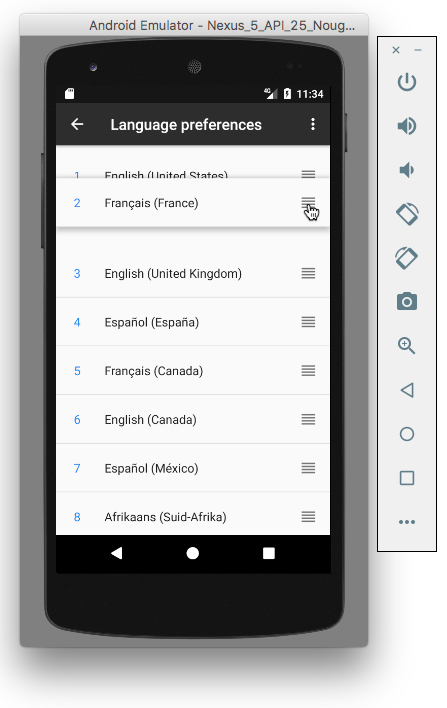 Android Emulator - Nexus_5_API_25_Noug...
4G 11:34
Language preferences
1 English (United States)
2 Français (France)
3 English (United Kingdom)
4 Español (España)
5 Français (Canada)
6 English (Canada)
7 Español (México)
8 Afrikaans (Suid-Afrika)